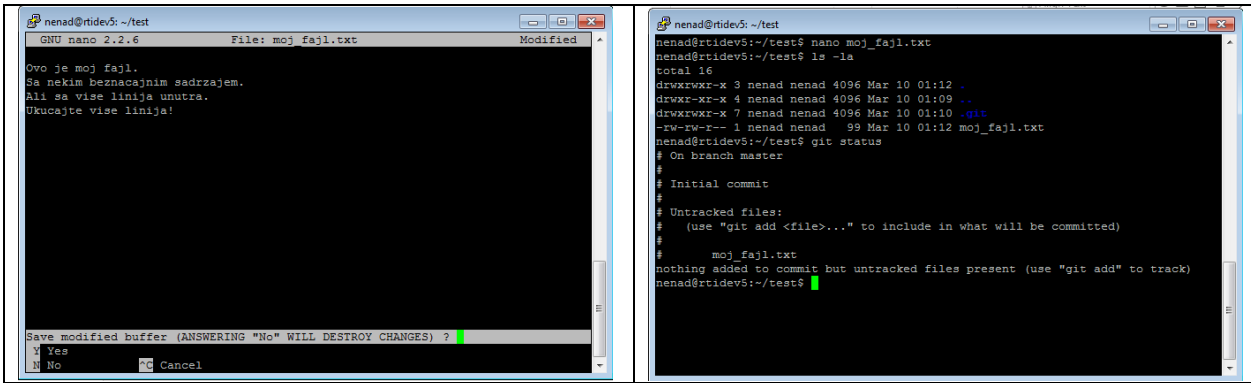 nenad@rtidev5: ~/test
GNU nano 2.2.6 File: moj_fajl.txt Modified
Ovo je moj fajl.
Sa nekim beznacajnim sadrzajem.
Ali sa vise linija unutra.
Ukucajte vise linija!
Save modified buffer (ANSWERING "No" WILL DESTROY CHANGES) ?
Y Yes
N No ^C Cancel
nenad@rtidev5: ~/test
nenad@rtidev5:~/test$ nano moj_fajl.txt
nenad@rtidev5:~/test$ ls -la
total 16
drwxrwxr-x 3 nenad nenad 4096 Mar 10 01:12 .
drwxr-xr-x 4 nenad nenad 4096 Mar 10 01:09 ..
drwxrwxr-x 7 nenad nenad 4096 Mar 10 01:10 .git
-rw-rw-r-- 1 nenad nenad 99 Mar 10 01:12 moj_fajl.txt
nenad@rtidev5:~/test$ git status
# On branch master
#
# Initial commit
#
# Untracked files:
# (use "git add <file>..." to include in what will be committed)
#
# moj_fajl.txt
nothing added to commit but untracked files present (use "git add" to track)
nenad@rtidev5:~/test$